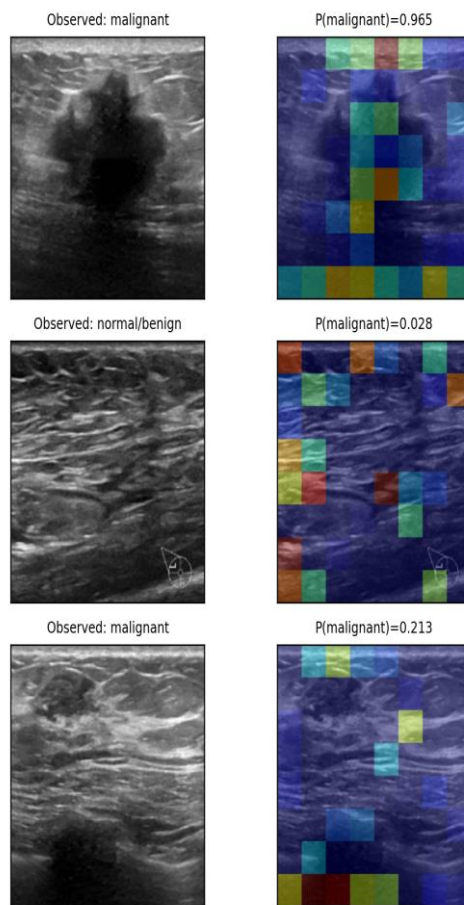 Observed: malignant
P(malignant)=0.965
Observed: normal/benign
P(malignant)=0.028
Observed: malignant
P(malignant)=0.213